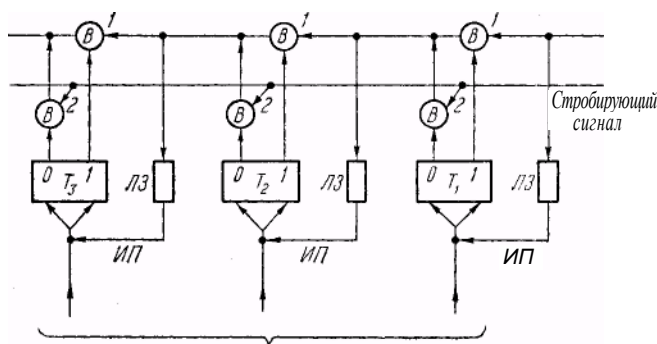 1 1 1
В В В
2 2 2
В В В
Стробирующий
сигнал
0 T3 1 ЛЗ 0 T2 1 ЛЗ 0 T1 1 ЛЗ
ИП ИП ИП